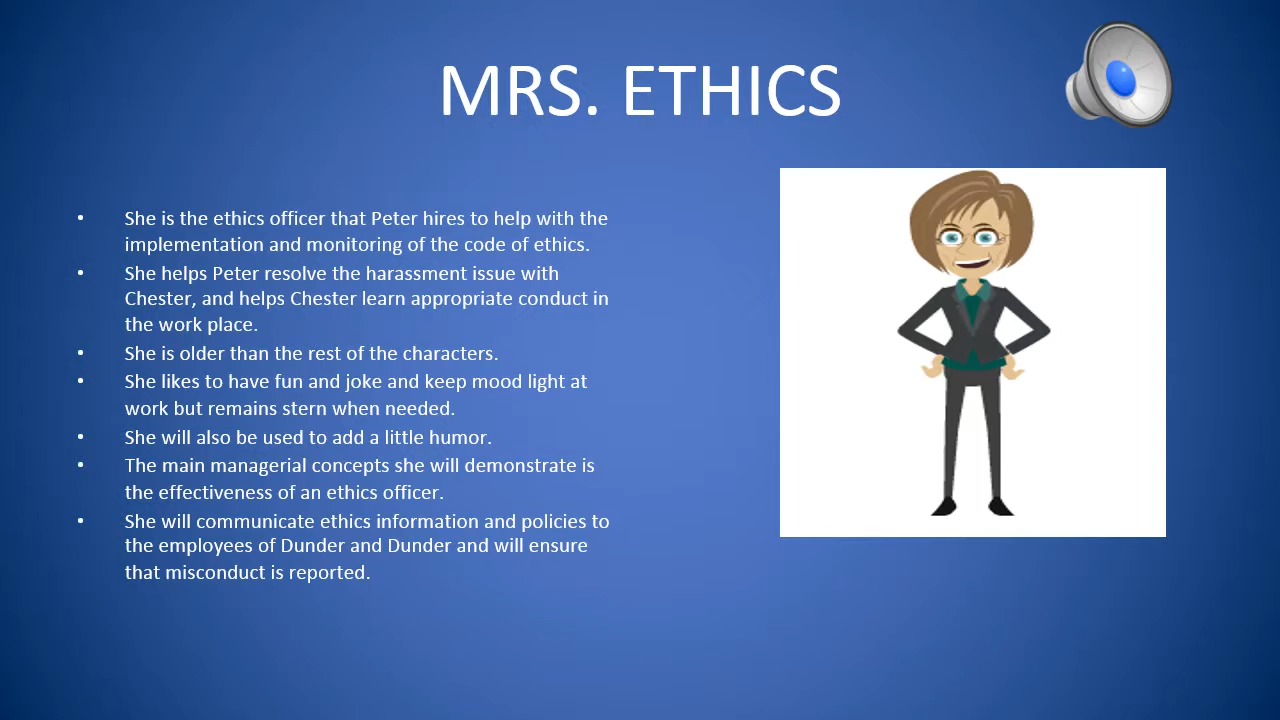 MRS. ETHICS
• She is the ethics officer that Peter hires to help with the
implementation and monitoring of the code of ethics.
• She helps Peter resolve the harassment issue with
Chester, and helps Chester learn appropriate conduct in
the work place.
• She is older than the rest of the characters.
• She likes to have fun and joke and keep mood light at
work but remains stern when needed.
• She will also be used to add a little humor.
• The main managerial concepts she will demonstrate is
the effectiveness of an ethics officer.
• She will communicate ethics information and policies to
the employees of Dunder and Dunder and will ensure
that misconduct is reported.